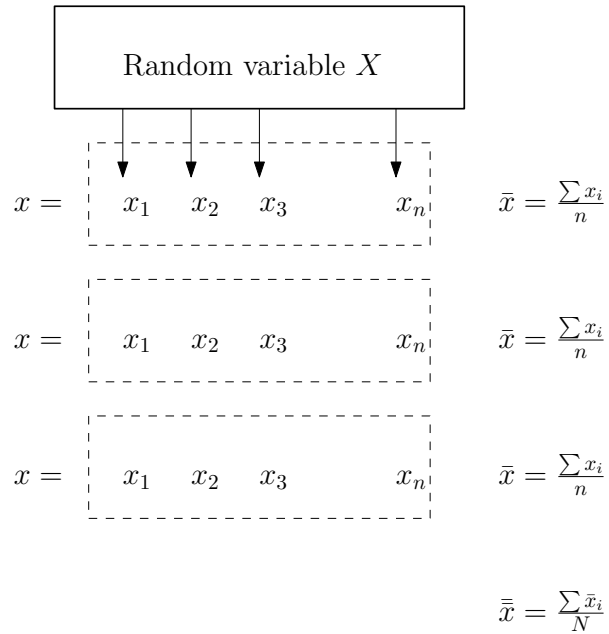 Random variable X
x = x₁ x₂ x₃ xₙ x̄ = ∑ xᵢ / n
x = x₁ x₂ x₃ xₙ x̄ = ∑ xᵢ / n
x = x₁ x₂ x₃ xₙ x̄ = ∑ xᵢ / n
x̿ = ∑ x̄ᵢ / N